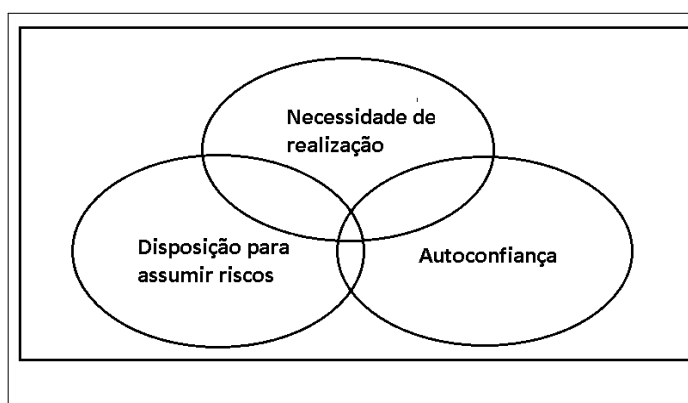 Necessidade de
realização
Disposição para
assumir riscos
Autoconfiança